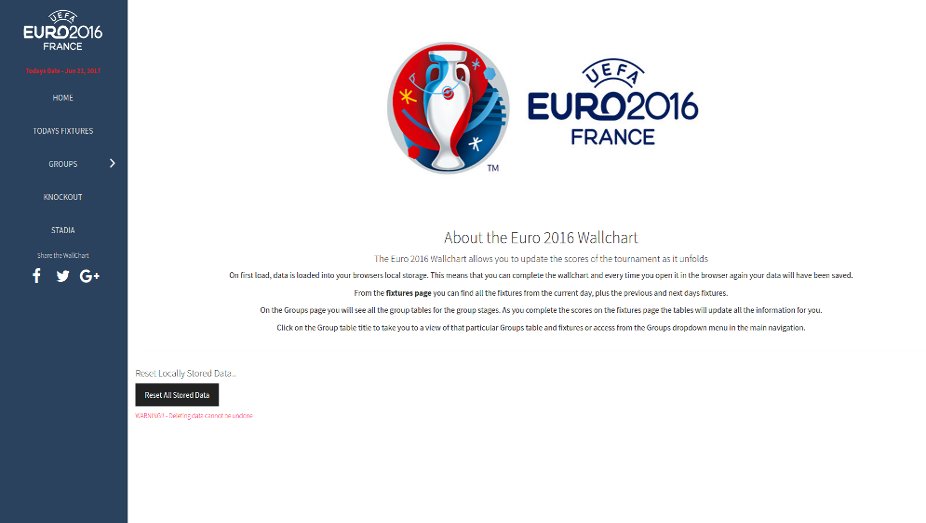 UEFA
EURO2016
FRANCE
Todays Date - Jun 22, 2017
HOME
TODAYS FIXTURES
GROUPS
KNOCKOUT
STADIA
Share the WallChart
G+
TM
UEFA
EURO2016
FRANCE
About the Euro 2016 Wallchart
The Euro 2016 Wallchart allows you to update the scores of the tournament as it unfolds
On first load, data is loaded into your browsers local storage. This means that you can complete the wallchart and every time you open it in the browser again your data will have been saved.
From the fixtures page you can find all the fixtures from the current day, plus the previous and next days fixtures.
On the Groups page you will see all the group tables for the group stages. As you complete the scores on the fixtures page the tables will update all the information for you.
Click on the Group table title to take you to a view of that particular Groups table and fixtures or access from the Groups dropdown menu in the main navigation.
Reset Locally Stored Data...
Reset All Stored Data
WARNING!! - Deleting data cannot be undone